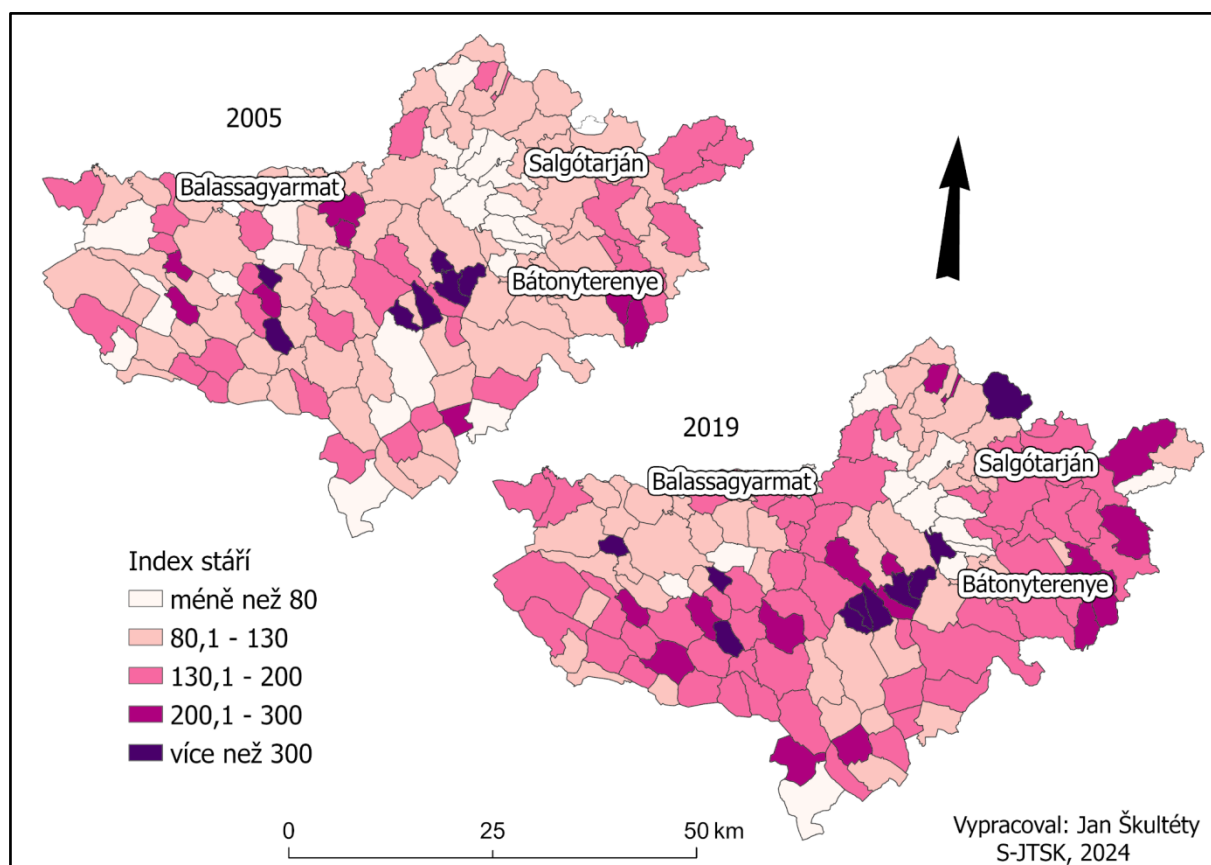 2005
Salgótarján
Balassagyarmat
Bátonyterenye
2019
Salgótarján
Balassagyarmat
Bátonyterenye
Index stáří
méně než 80
80,1 - 130
130,1 - 200
200,1 - 300
více než 300
0 25 50 km
Vypracoval: Jan Škultéty
S-JTSK, 2024